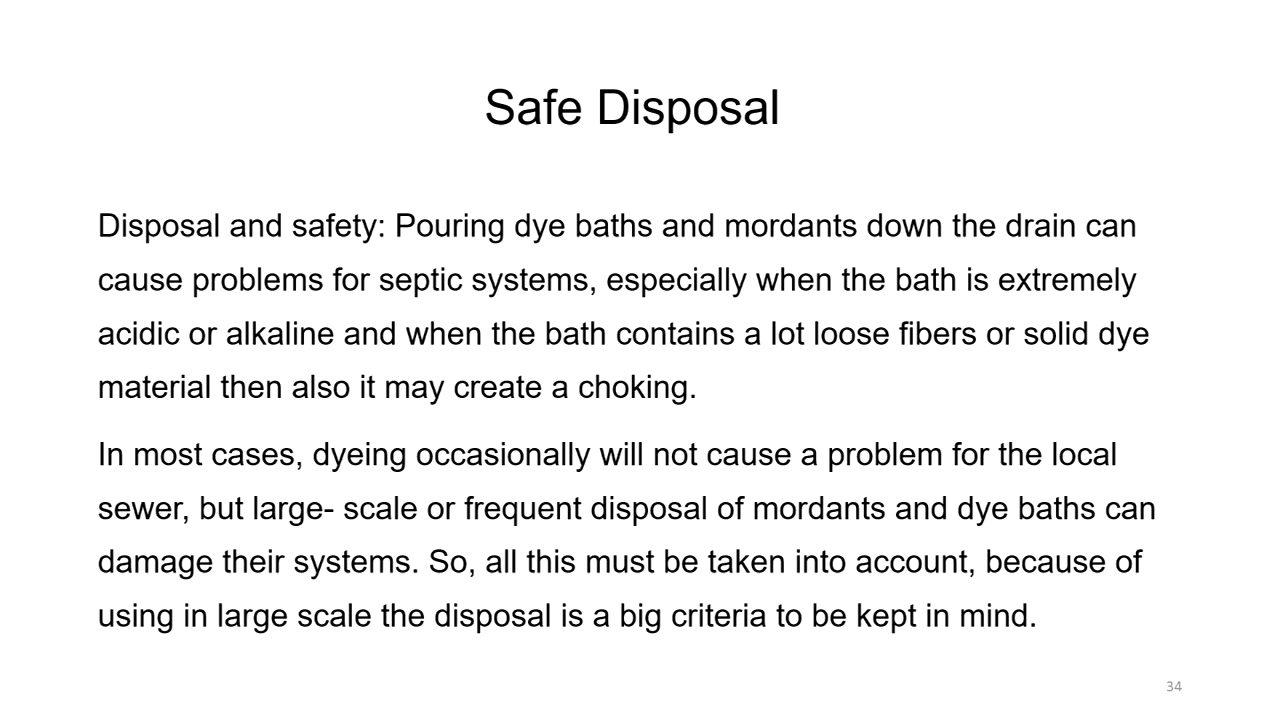 Safe Disposal
Disposal and safety: Pouring dye baths and mordants down the drain can
cause problems for septic systems, especially when the bath is extremely
acidic or alkaline and when the bath contains a lot loose fibers or solid dye
material then also it may create a choking.
In most cases, dyeing occasionally will not cause a problem for the local
sewer, but large- scale or frequent disposal of mordants and dye baths can
damage their systems. So, all this must be taken into account, because of
using in large scale the disposal is a big criteria to be kept in mind.
34